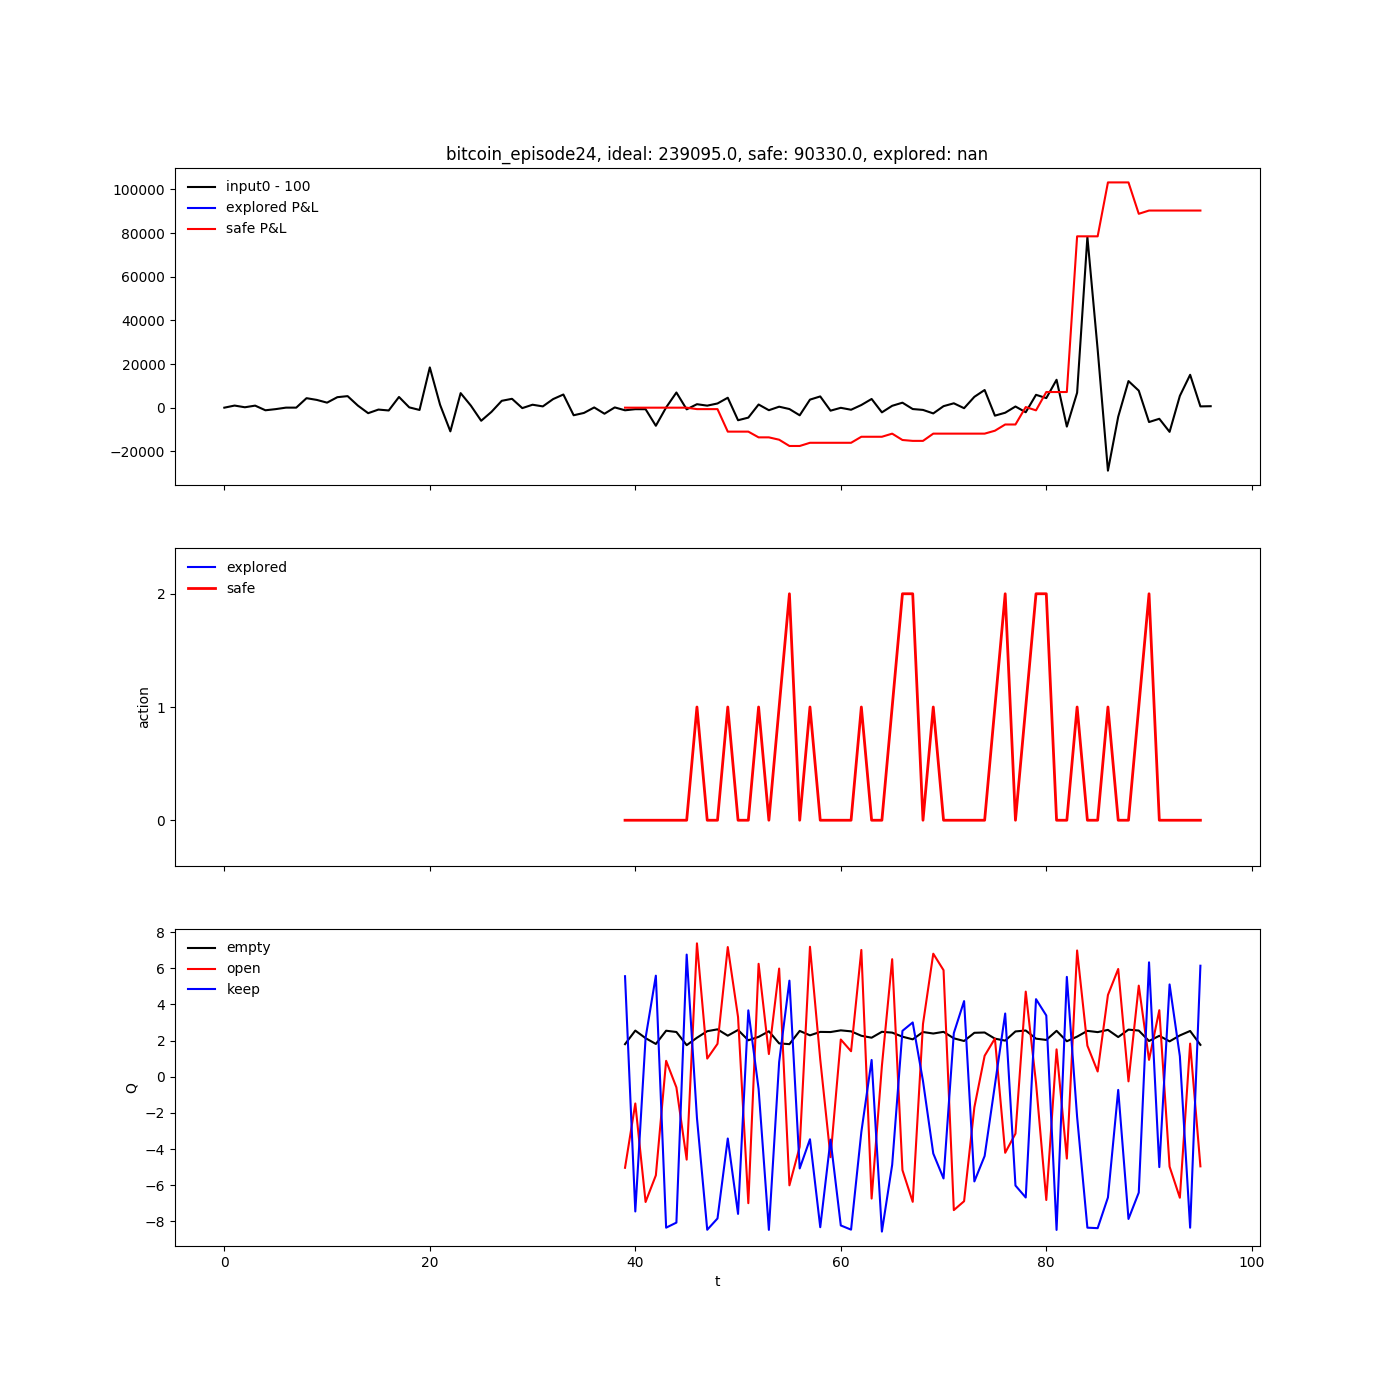 bitcoin_episode24, ideal: 239095.0, safe: 90330.0, explored: nan
input0 - 100
explored P&L
safe P&L
100000
80000
60000
40000
20000
0
−20000
explored
safe
2
1
0
action
empty
open
keep
8
6
4
2
0
−2
−4
−6
−8
Q
0 20 40 60 80 100
t